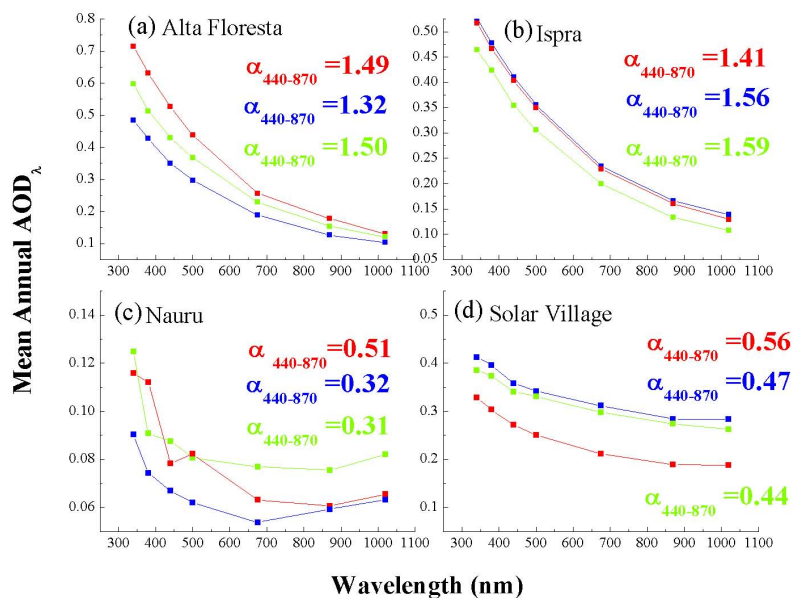 (a) Alta Floresta
α440-870 =1.49
α440-870 =1.32
α440-870 =1.50
0.8
0.7
0.6
0.5
0.4
0.3
0.2
0.1
300 400 500 600 700 800 900 1000 1100
(b) Ispra
α440-870 =1.41
α440-870 =1.56
α440-870 =1.59
0.50
0.45
0.40
0.35
0.30
0.25
0.20
0.15
0.10
0.05
300 400 500 600 700 800 900 1000 1100
Mean Annual AODλ
(c) Nauru
α 440-870 =0.51
α440-870 =0.32
α440-870 =0.31
0.14
0.12
0.10
0.08
0.06
300 400 500 600 700 800 900 1000 1100
(d) Solar Village
α440-870 =0.56
α440-870 =0.47
α440-870 =0.44
0.5
0.4
0.3
0.2
0.1
300 400 500 600 700 800 900 1000 1100
Wavelength (nm)